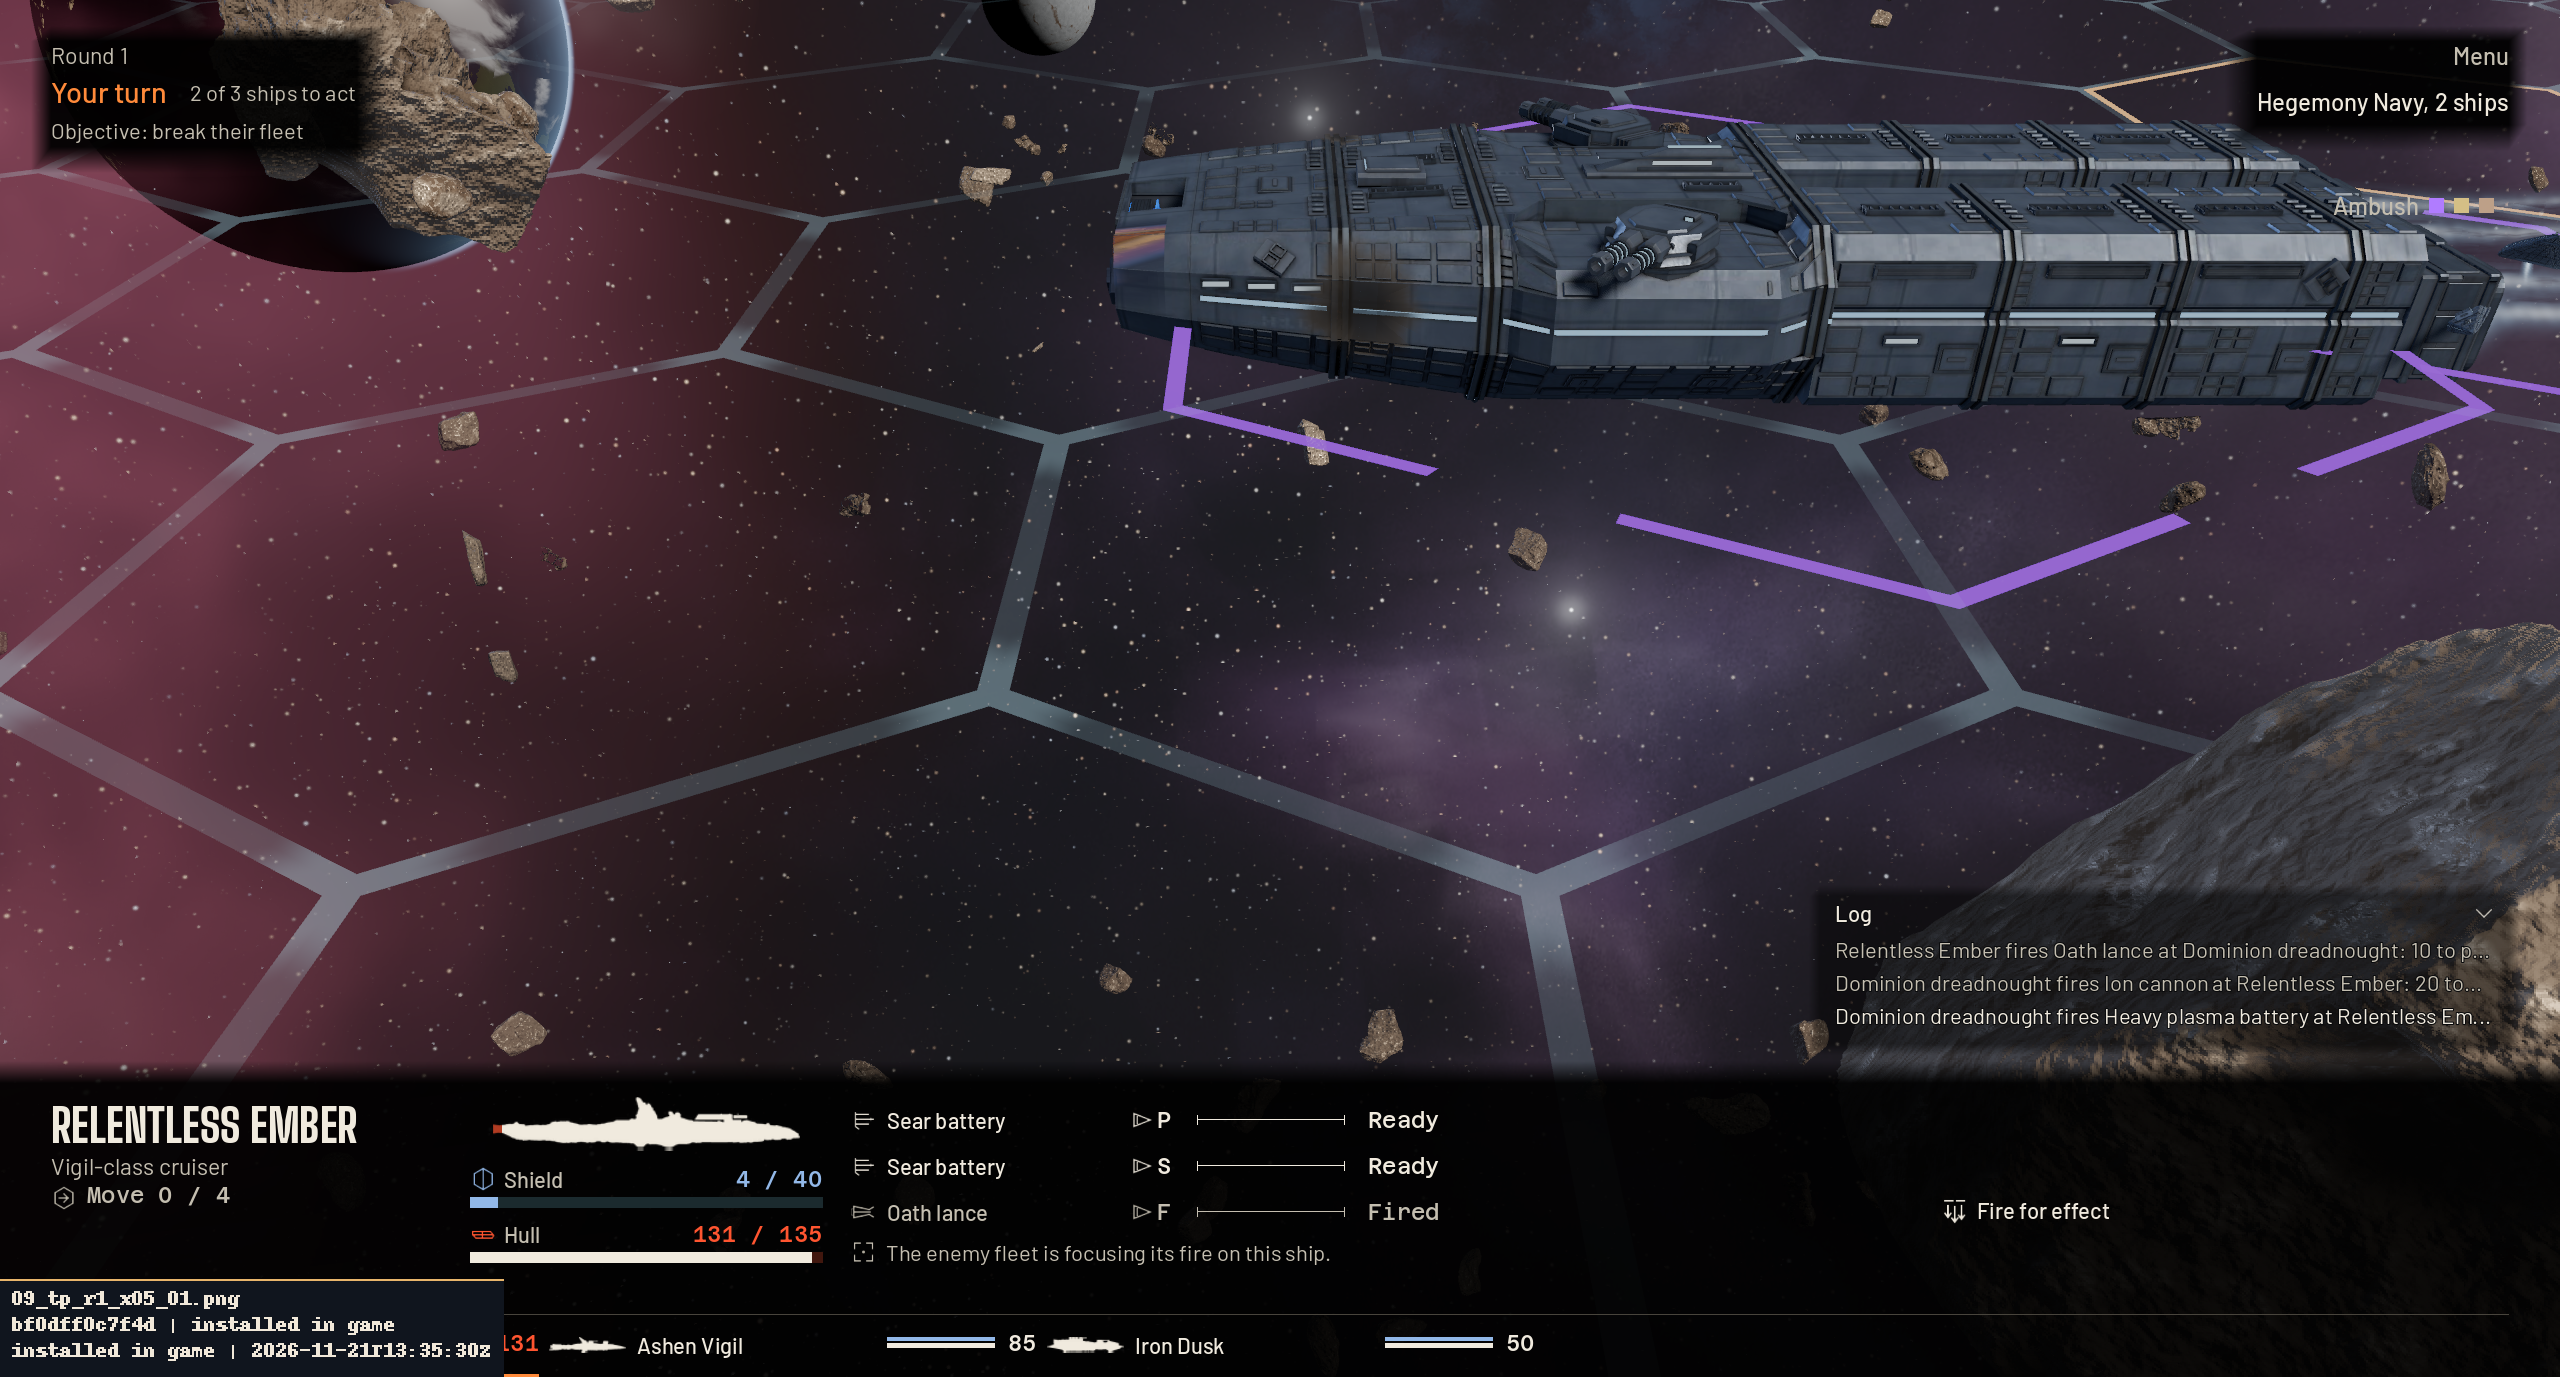 Round 1
Your turn 2 of 3 ships to act
Objective: break their fleet
Menu
Hegemony Navy, 2 ships
Ambush
Log
Relentless Ember fires Oath lance at Dominion dreadnought: 10 to p...
Dominion dreadnought fires Ion cannon at Relentless Ember: 20 to...
Dominion dreadnought fires Heavy plasma battery at Relentless Em...
RELENTLESS EMBER
Vigil-class cruiser
Move 0 / 4
Shield 4 / 40
Hull 131 / 135
Sear battery P Ready
Sear battery S Ready
Oath lance F Fired
The enemy fleet is focusing its fire on this ship.
Fire for effect
09_tp_r1_x05_01.png
bf0dff0c7f4d | installed in game
installed in game | 2026-11-21T13:35:30Z
131 Ashen Vigil 85 Iron Dusk 50